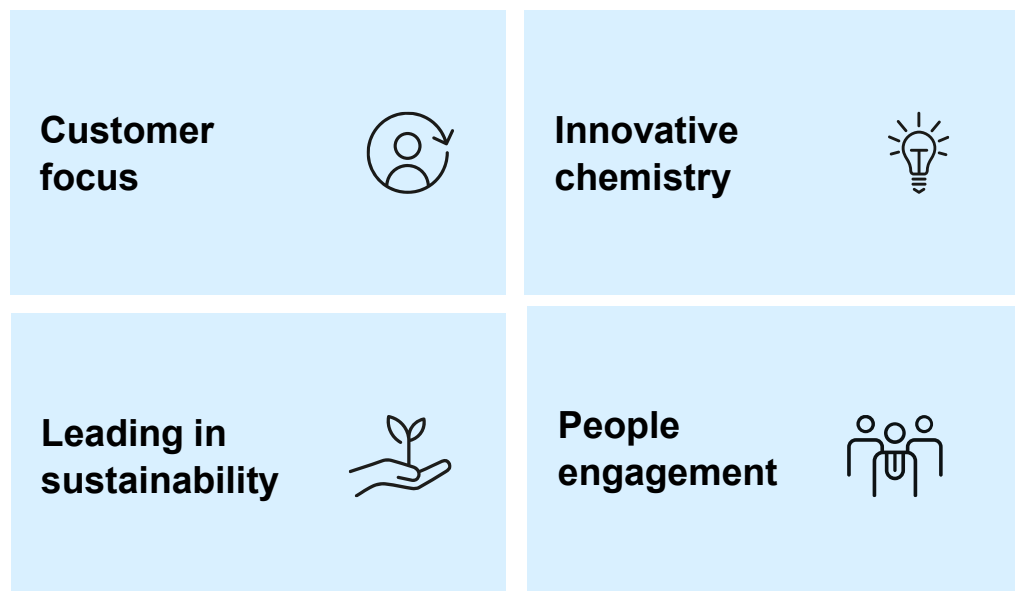 Customer
focus
Innovative
chemistry
Leading in
sustainability
People
engagement